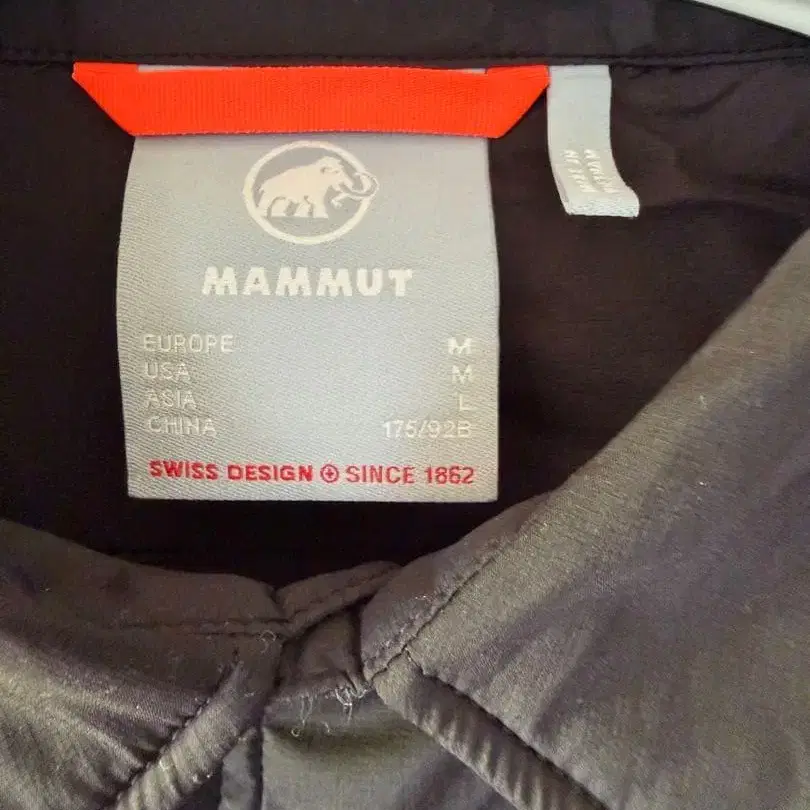 MAMMUT
EUROPE M
USA M
ASIA L
CHINA 175/92B
SWISS DESIGN SINCE 1862